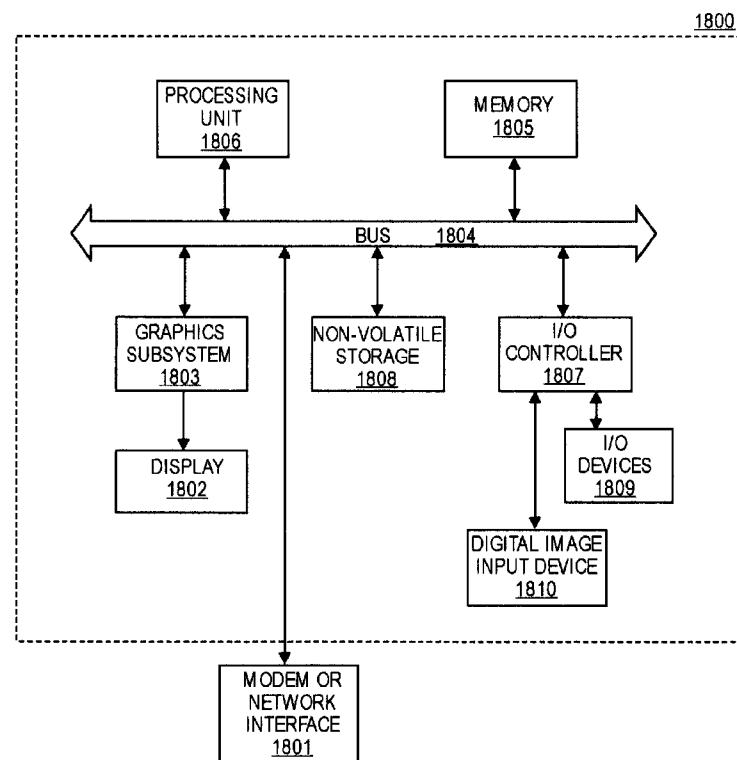 1800
PROCESSING
UNIT
1806
MEMORY
1805
BUS 1804
GRAPHICS
SUBSYSTEM
1803
NON-VOLATILE
STORAGE
1808
I/O
CONTROLLER
1807
DISPLAY
1802
I/O
DEVICES
1809
DIGITAL IMAGE
INPUT DEVICE
1810
MODEM OR
NETWORK
INTERFACE
1801